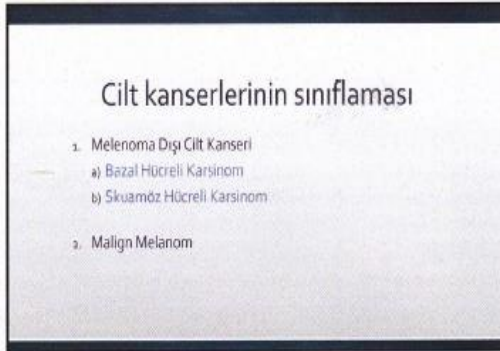 Cilt kanserlerinin sınıflaması
1. Melenoma Dışı Cilt Kanseri
a) Bazal Hücreli Karsinom
b) Skuamöz Hücreli Karsinom
2. Malign Melanom